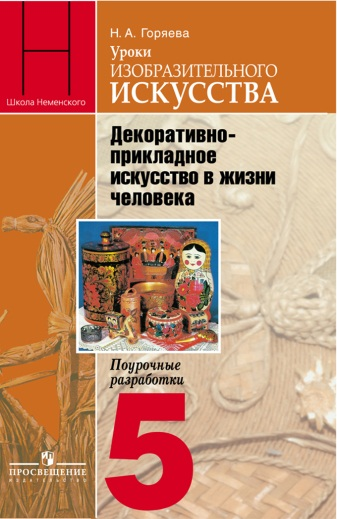 Школа Неменского
Н. А. Горяева
Уроки
ИЗОБРАЗИТЕЛЬНОГО
ИСКУССТВА
Декоративно-
прикладное
искусство в жизни
человека
Поурочные
разработки
5
ПРОСВЕЩЕНИЕ
ИЗДАТЕЛЬСТВО